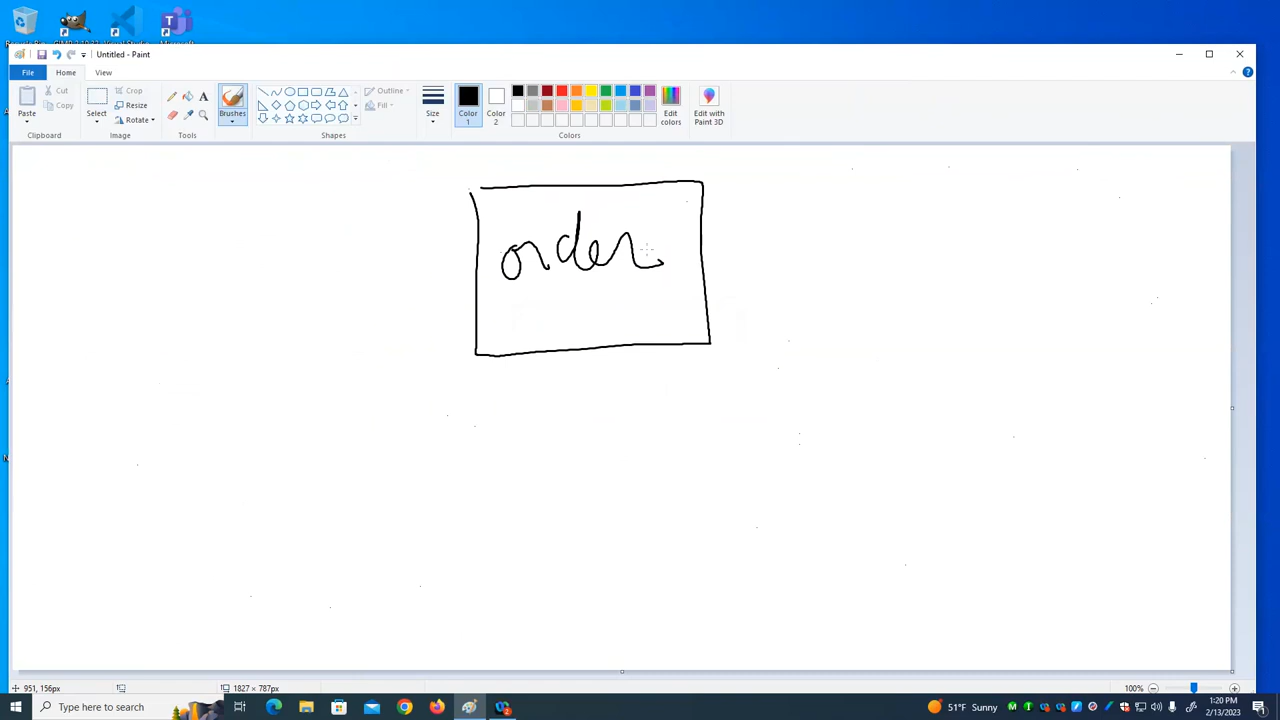 Untitled - Paint
File
Home
View
Paste
Cut
Copy
Clipboard
Select
Crop
Resize
Rotate
Image
Tools
Brushes
Shapes
Outline
Fill
Size
Color
1
Color
2
Edit
colors
Edit with
Paint 3D
Colors
order
951, 156px
1827 × 787px
100%
Type here to search
51°F Sunny
1:20 PM
2/13/2023